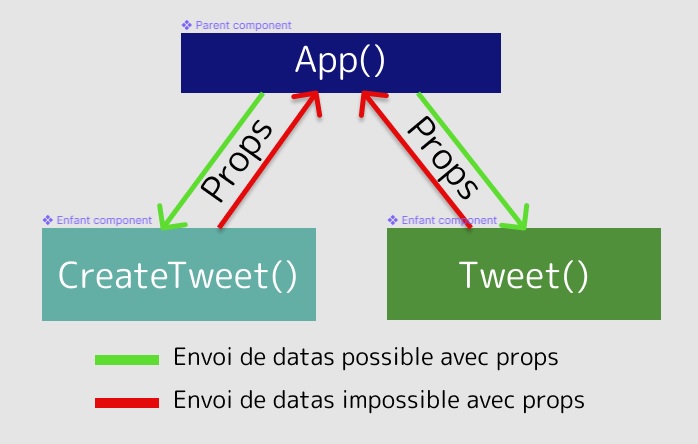 Parent component
App()
Props
Props
Enfant component
Enfant component
CreateTweet()
Tweet()
Envoi de datas possible avec props
Envoi de datas impossible avec props